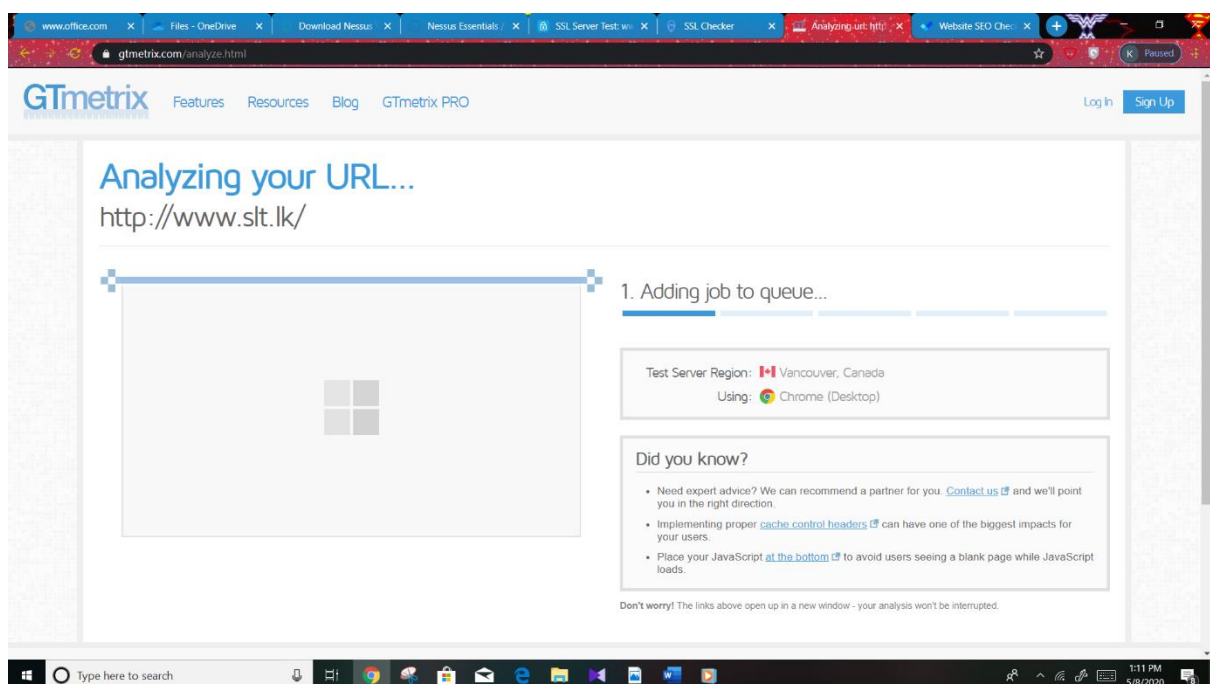 www.office.com
Files - OneDrive
Download Nessus
Nessus Essentials /
SSL Server Test: ww
SSL Checker
Analyzing url: http:/
Website SEO Chec
gtmetrix.com/analyze.html
K Paused
GTmetrix Features Resources Blog GTmetrix PRO Log In Sign Up
Analyzing your URL...
http://www.slt.lk/
1. Adding job to queue...
Test Server Region: Vancouver, Canada
Using: Chrome (Desktop)
Did you know?
• Need expert advice? We can recommend a partner for you. Contact us and we'll point
you in the right direction.
• Implementing proper cache control headers can have one of the biggest impacts for
your users.
• Place your JavaScript at the bottom to avoid users seeing a blank page while JavaScript
loads.
Don't worry! The links above open up in a new window - your analysis won't be interrupted.
Type here to search
1:11 PM
5/8/2020